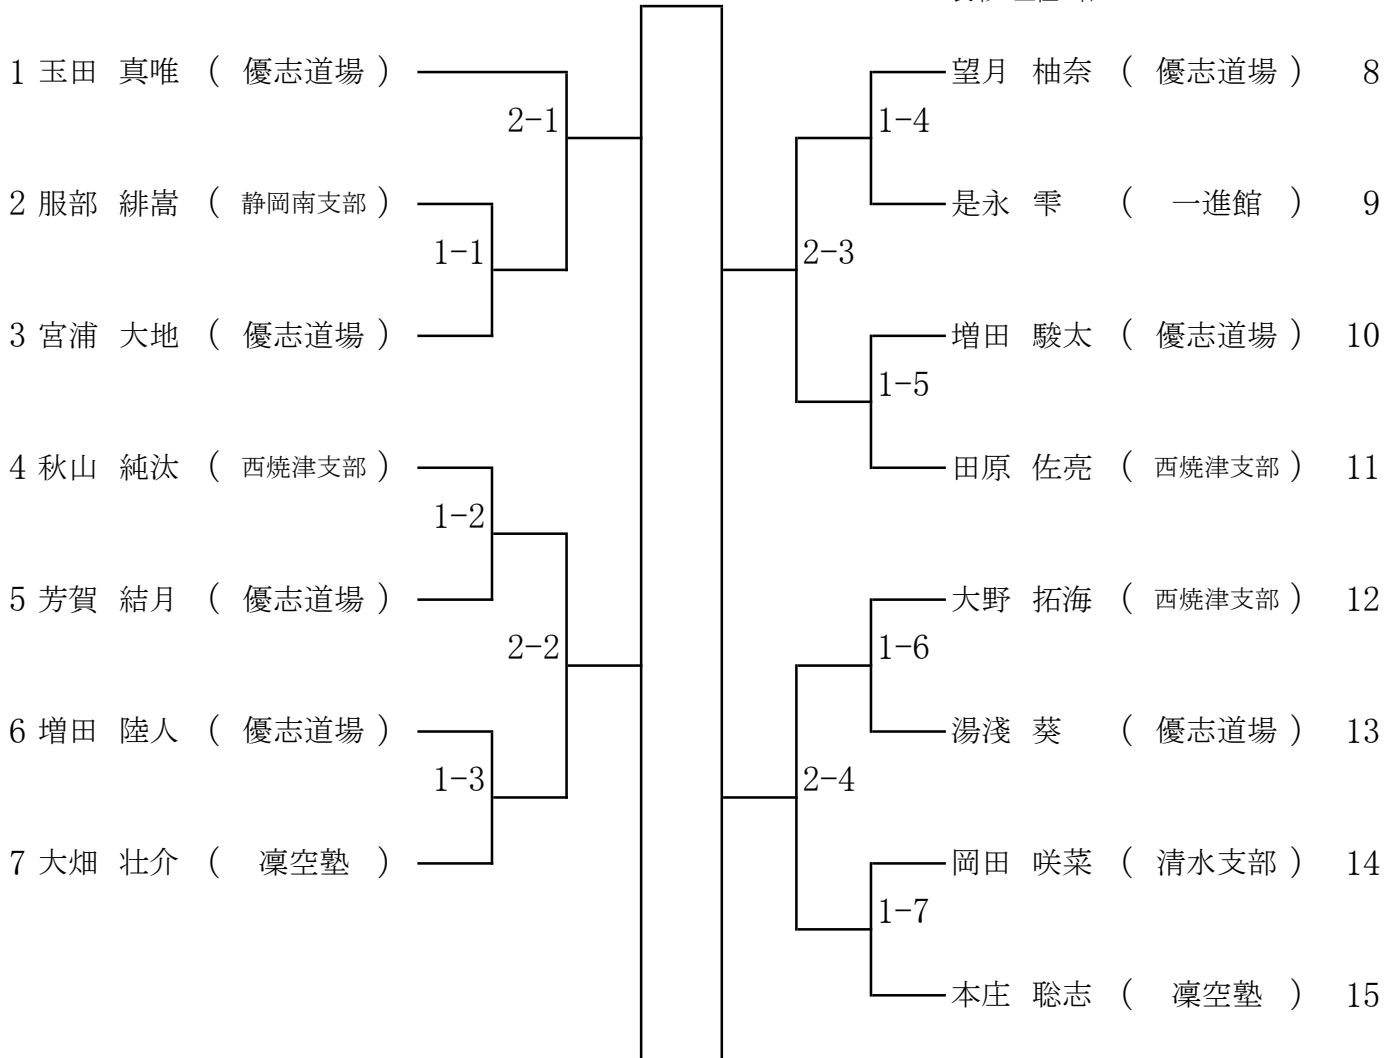 1 玉田 真唯 ( 優志道場 )
2-1
2 服部 緋嵩 ( 静岡南支部 )
1-1
3 宮浦 大地 ( 優志道場 )
4 秋山 純汰 ( 西焼津支部 )
1-2
5 芳賀 結月 ( 優志道場 )
2-2
6 増田 陸人 ( 優志道場 )
1-3
7 大畑 壮介 ( 凜空塾 )
望月 柚奈 ( 優志道場 ) 8
1-4
是永 雫 ( 一進館 ) 9
2-3
増田 駿太 ( 優志道場 ) 10
1-5
田原 佐亮 ( 西焼津支部 ) 11
大野 拓海 ( 西焼津支部 ) 12
1-6
湯淺 葵 ( 優志道場 ) 13
2-4
岡田 咲菜 ( 清水支部 ) 14
1-7
本庄 聡志 ( 凜空塾 ) 15